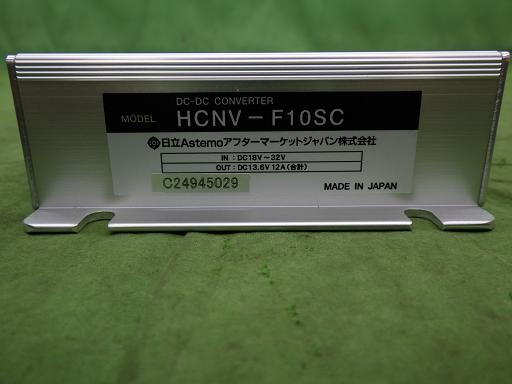 DC-DC CONVERTER
MODEL HCNV-F10SC
日立Astemoアフターマーケットジャパン株式会社
IN : DC18V~32V
OUT : DC13.6V 12A(合計)
C24945029
MADE IN JAPAN